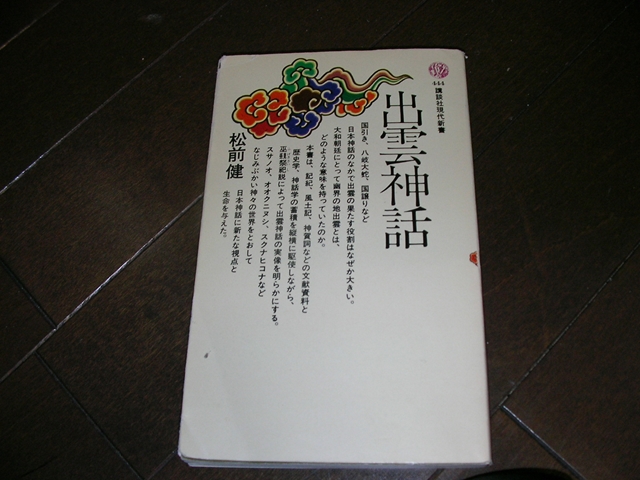 444
講談社現代新書
出雲神話
国引き、八岐大蛇、国譲りなど
日本神話のなかで出雲の果たす役割はなぜか大きい。
大和朝廷にとって幽界の地出雲とは、
どのような意味を持っていたのか。
本書は、記紀、風土記、神賀詞などの文献資料と
歴史学、神話学の蓄積を縦横に駆使しながら、
巫覡祭祀説によって出雲神話の実像を明らかにする。
スサノオ、オオクニヌシ、スクナヒコナなど
なじみぶかい神々の世界をとおして
日本神話に新たな視点と
生命を与えた。
松前健